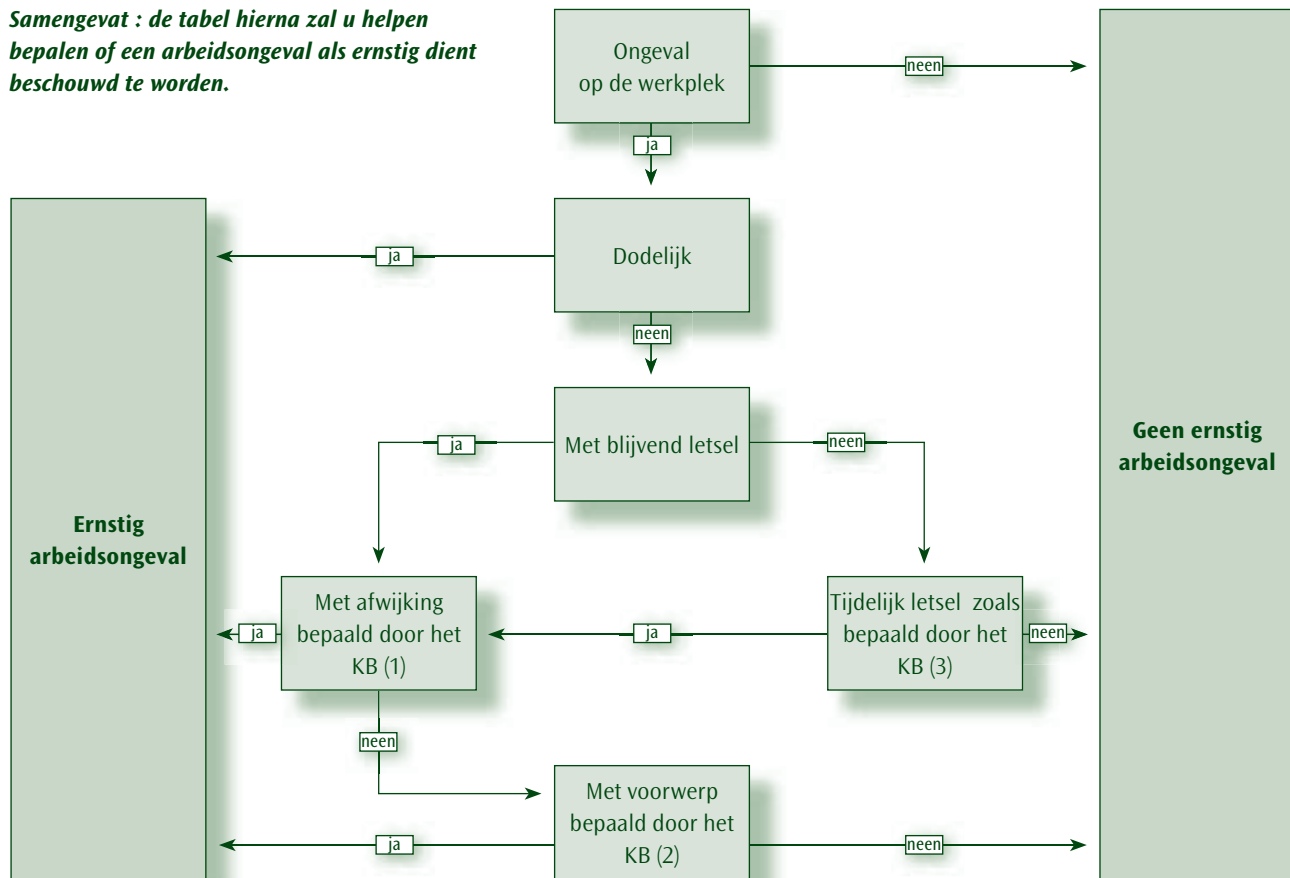 Samengevat : de tabel hierna zal u helpen
bepalen of een arbeidsongeval als ernstig dient
beschouwd te worden.
Ongeval
op de werkplek
neen
ja
Dodelijk
ja
neen
Met blijvend letsel
ja
neen
Geen ernstig
arbeidsongeval
Ernstig
arbeidsongeval
Met afwijking
bepaald door het
KB (1)
ja
ja
Tijdelijk letsel zoals
bepaald door het
KB (3)
neen
neen
Met voorwerp
bepaald door het
KB (2)
ja
neen